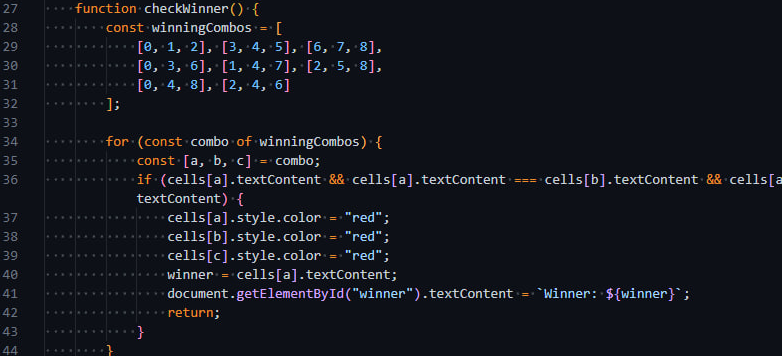 27 function checkWinner() {
28 const winningCombos = [
29 [0, 1, 2], [3, 4, 5], [6, 7, 8],
30 [0, 3, 6], [1, 4, 7], [2, 5, 8],
31 [0, 4, 8], [2, 4, 6]
32 ];
33
34 for (const combo of winningCombos) {
35 const [a, b, c] = combo;
36 if (cells[a].textContent && cells[a].textContent === cells[b].textContent && cells[a
textContent) {
37 cells[a].style.color = "red";
38 cells[b].style.color = "red";
39 cells[c].style.color = "red";
40 winner = cells[a].textContent;
41 document.getElementById("winner").textContent = `Winner: ${winner}`;
42 return;
43 }
44 }